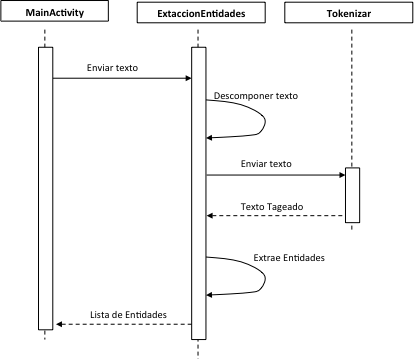 MainActivity
ExtaccionEntidades
Tokenizar
Enviar texto
Descomponer texto
Enviar texto
Texto Tageado
Extrae Entidades
Lista de Entidades